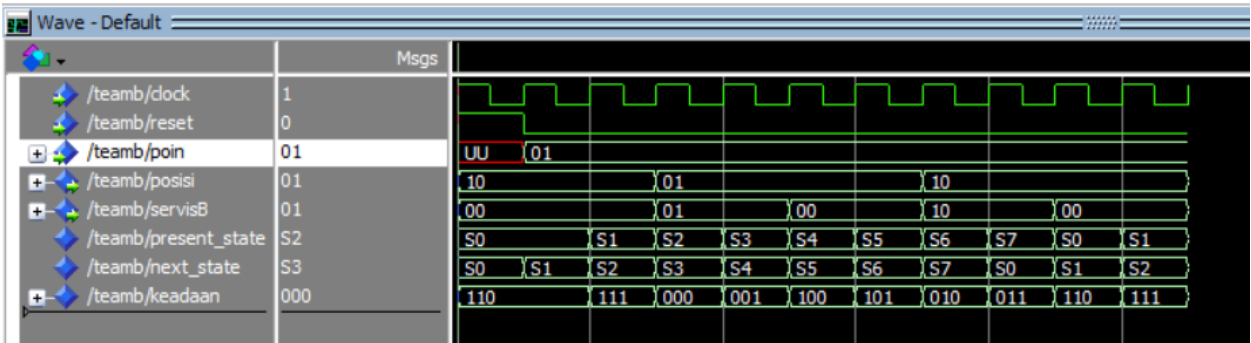 Wave - Default
Msgs
/teamb/clock 1
/teamb/reset 0
/teamb/poin 01 UU 01
/teamb/posisi 01 10 01 10
/teamb/servisB 01 00 01 00 10 00
/teamb/present_state S2 S0 S1 S2 S3 S4 S5 S6 S7 S0 S1
/teamb/next_state S3 S0 S1 S2 S3 S4 S5 S6 S7 S0 S1 S2
/teamb/keadaan 000 110 111 000 001 100 101 010 011 110 111